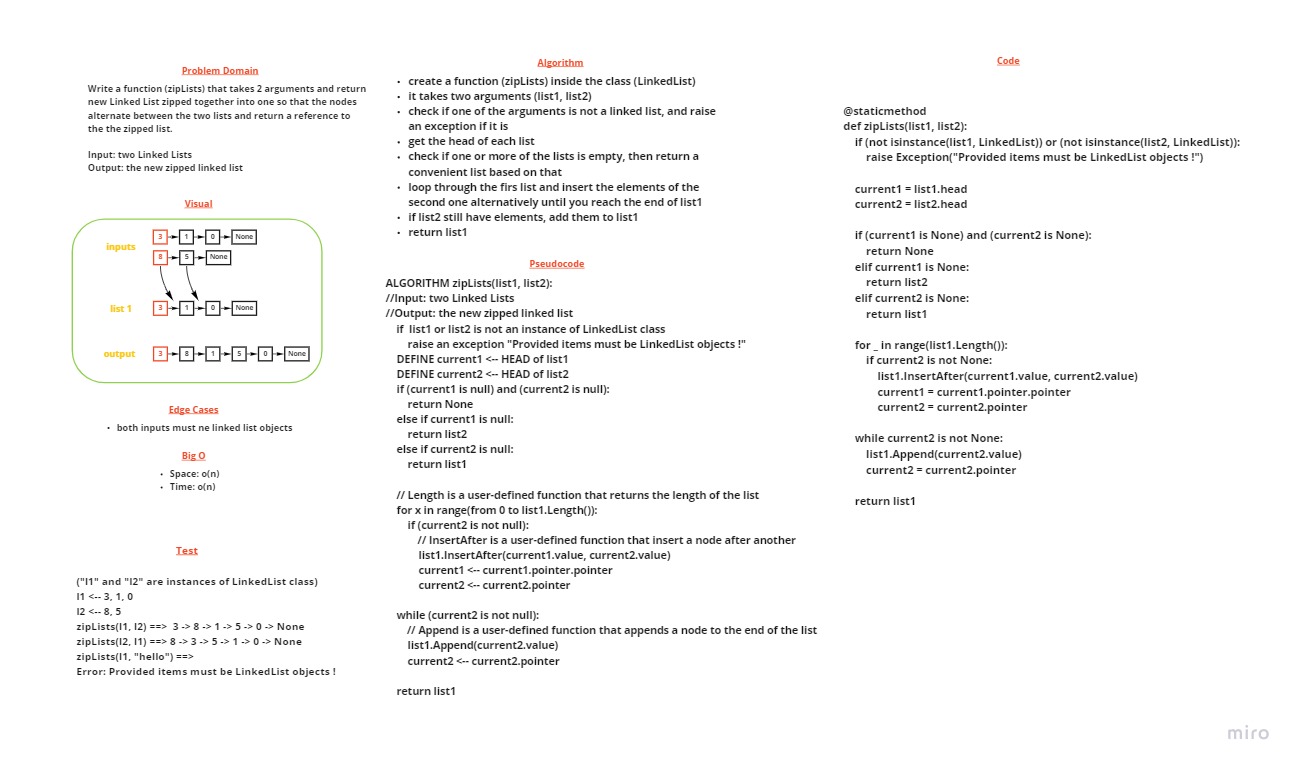 Problem Domain
Write a function (zipLists) that takes 2 arguments and return
new Linked List zipped together into one so that the nodes
alternate between the two lists and return a reference to
the the zipped list.
Input: two Linked Lists
Output: the new zipped linked list
Visual
inputs
3 1 0 None
8 5 None
list 1
3 1 0 None
output
3 8 1 5 0 None
Edge Cases
• both inputs must ne linked list objects
Big O
• Space: o(n)
• Time: o(n)
Test
("l1" and "l2" are instances of LinkedList class)
l1 <-- 3, 1, 0
l2 <-- 8, 5
zipLists(l1, l2) ==>  3 -> 8 -> 1 -> 5 -> 0 -> None
zipLists(l2, l1) ==> 8 -> 3 -> 5 -> 1 -> 0 -> None
zipLists(l1, "hello") ==>
Error: Provided items must be LinkedList objects !
Algorithm
• create a function (zipLists) inside the class (LinkedList)
• it takes two arguments (list1, list2)
• check if one of the arguments is not a linked list, and raise
an exception if it is
• get the head of each list
• check if one or more of the lists is empty, then return a
convenient list based on that
• loop through the firs list and insert the elements of the
second one alternatively until you reach the end of list1
• if list2 still have elements, add them to list1
• return list1
Pseudocode
ALGORITHM zipLists(list1, list2):
//Input: two Linked Lists
//Output: the new zipped linked list
if  list1 or list2 is not an instance of LinkedList class
raise an exception "Provided items must be LinkedList objects !"
DEFINE current1 <-- HEAD of list1
DEFINE current2 <-- HEAD of list2
if (current1 is null) and (current2 is null):
return None
else if current1 is null:
return list2
else if current2 is null:
return list1
// Length is a user-defined function that returns the length of the list
for x in range(from 0 to list1.Length()):
if (current2 is not null):
// InsertAfter is a user-defined function that insert a node after another
list1.InsertAfter(current1.value, current2.value)
current1 <-- current1.pointer.pointer
current2 <-- current2.pointer
while (current2 is not null):
// Append is a user-defined function that appends a node to the end of the list
list1.Append(current2.value)
current2 <-- current2.pointer
return list1
Code
@staticmethod
def zipLists(list1, list2):
if (not isinstance(list1, LinkedList)) or (not isinstance(list2, LinkedList)):
raise Exception("Provided items must be LinkedList objects !")
current1 = list1.head
current2 = list2.head
if (current1 is None) and (current2 is None):
return None
elif current1 is None:
return list2
elif current2 is None:
return list1
for _ in range(list1.Length()):
if current2 is not None:
list1.InsertAfter(current1.value, current2.value)
current1 = current1.pointer.pointer
current2 = current2.pointer
while current2 is not None:
list1.Append(current2.value)
current2 = current2.pointer
return list1
miro